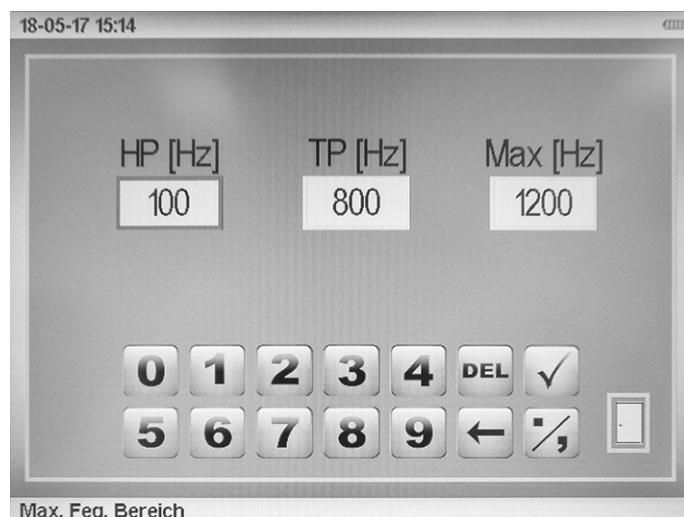 18-05-17 15:14
HP [Hz] TP [Hz] Max [Hz]
100 800 1200
0 1 2 3 4 DEL
5 6 7 8 9
Max. Feq. Bereich